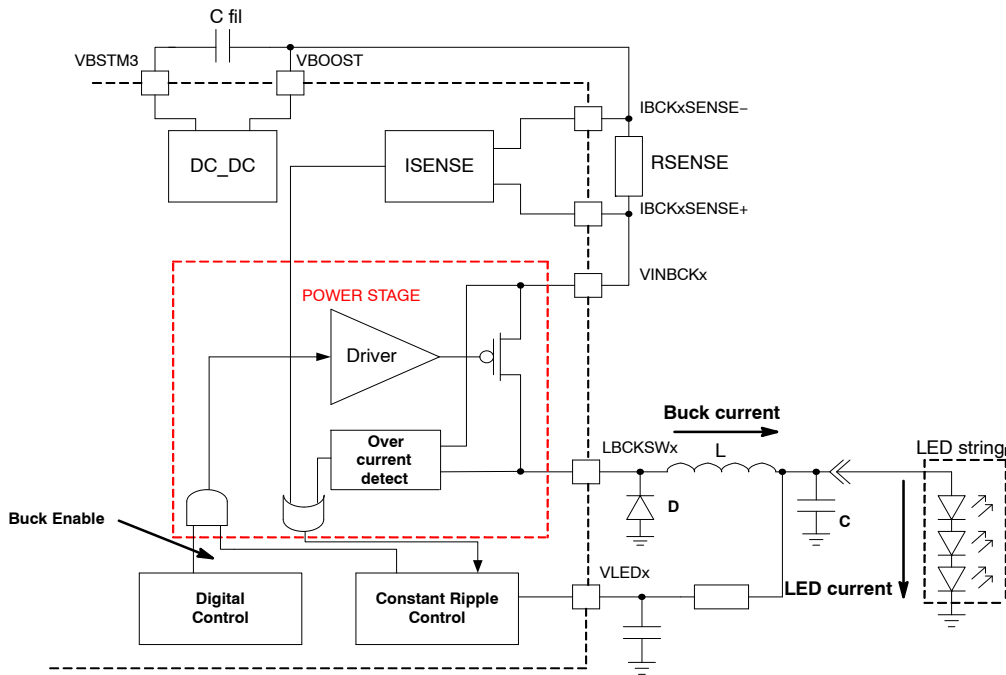 C fil
VBSTM3
VBOOST
IBCKxSENSE−
DC_DC
ISENSE
RSENSE
IBCKxSENSE+
VINBCKx
POWER STAGE
Driver
Buck current
LBCKSWx
L
LED string
Over
current
detect
D
C
Buck Enable
VLEDx
LED current
Digital
Control
Constant Ripple
Control